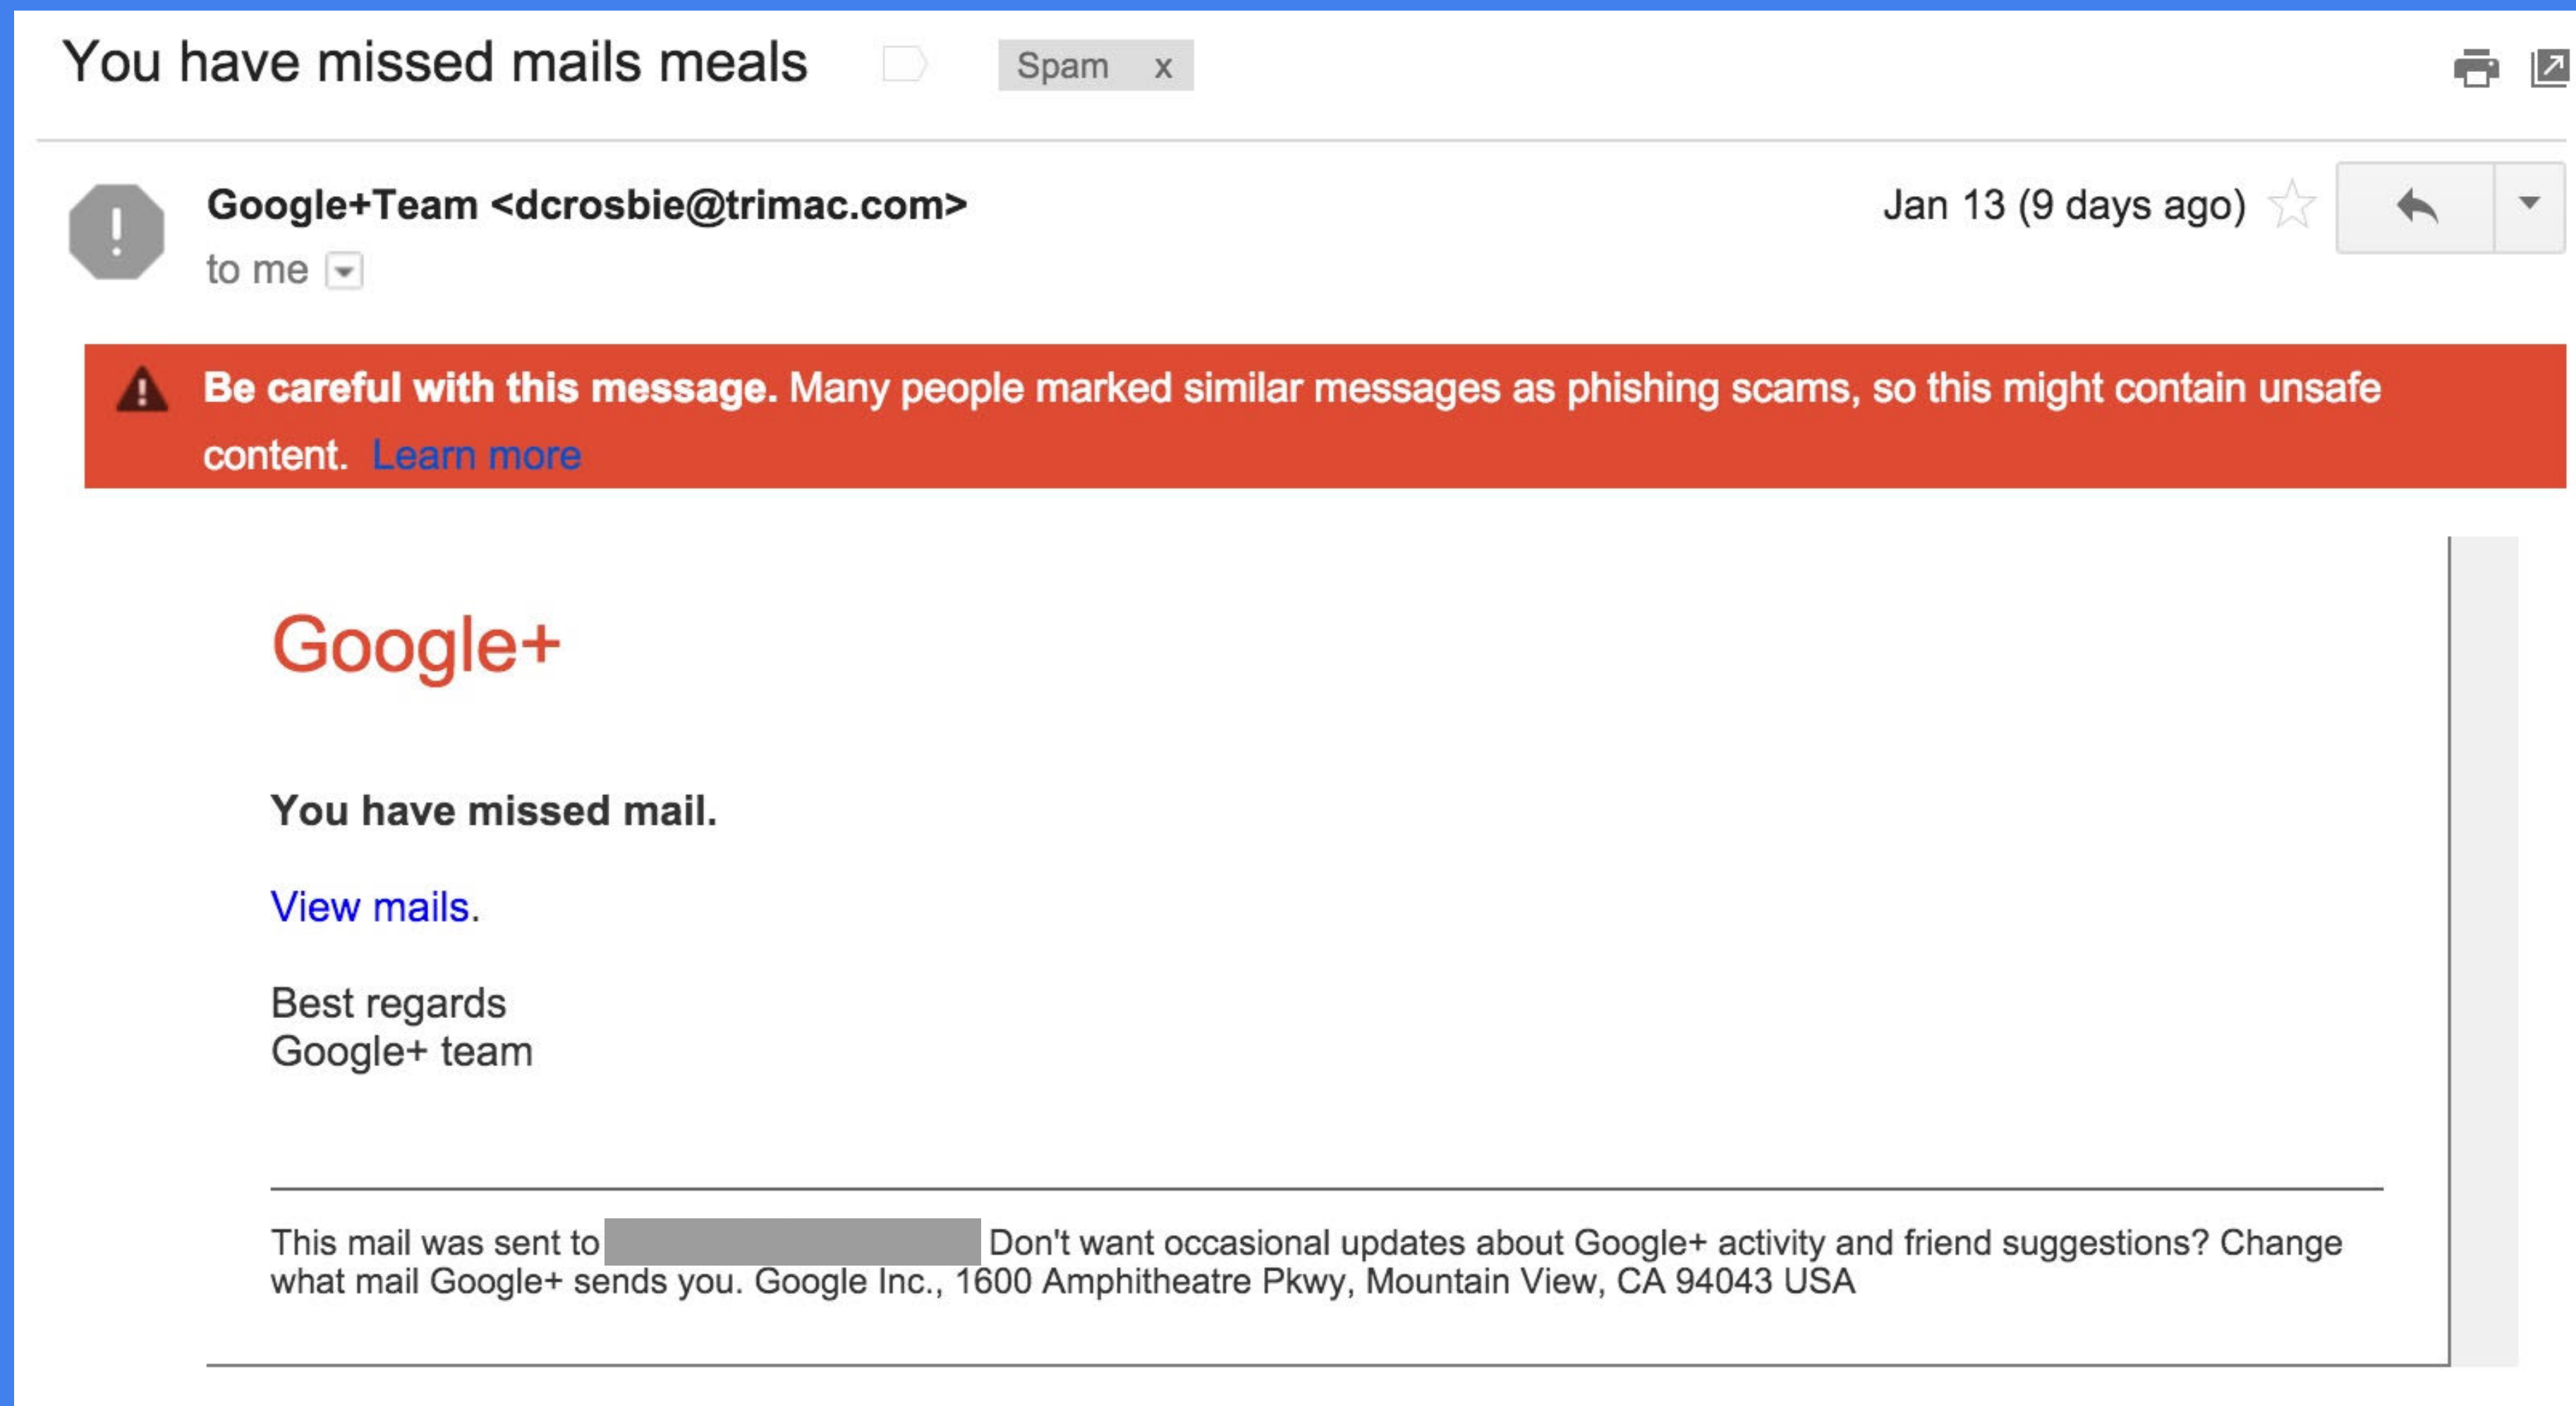 You have missed mails meals
Spam x
Google+Team <dcrosbie@trimac.com>
Jan 13 (9 days ago)
to me
Be careful with this message. Many people marked similar messages as phishing scams, so this might contain unsafe
content. Learn more
Google+
You have missed mail.
View mails.
Best regards
Google+ team
This mail was sent to Don't want occasional updates about Google+ activity and friend suggestions? Change
what mail Google+ sends you. Google Inc., 1600 Amphitheatre Pkwy, Mountain View, CA 94043 USA